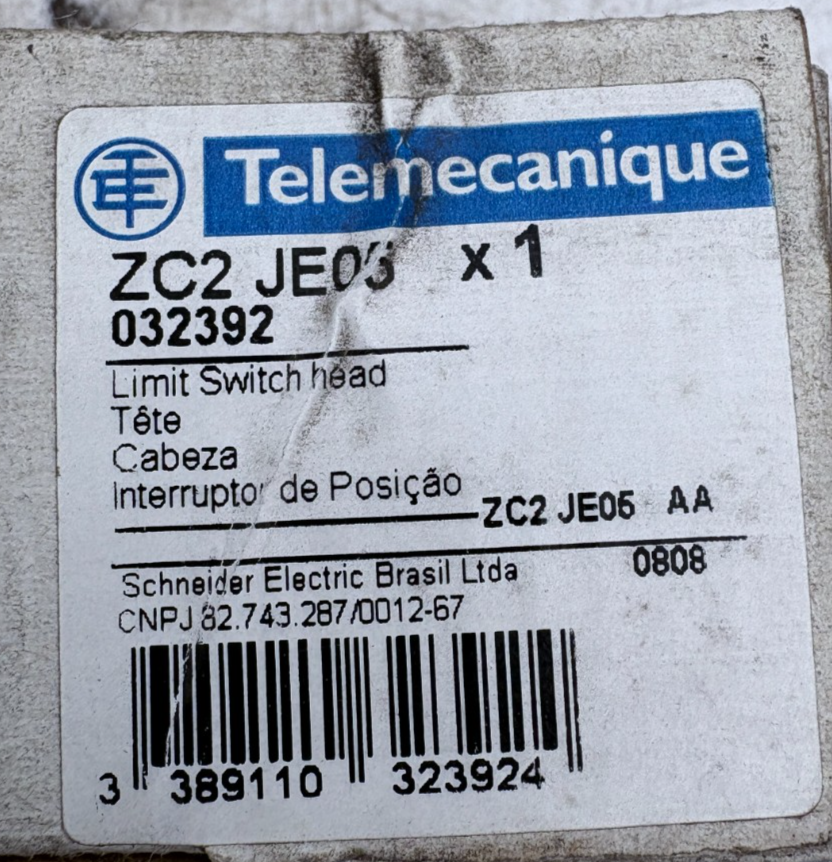 Telemecanique
ZC2 JE05 x 1
032392
Limit Switch head
Tête
Cabeza
Interruptor de Posição
ZC2 JE05 AA
0808
Schneider Electric Brasil Ltda
CNPJ 82.743.287/0012-67
3 389110 323924